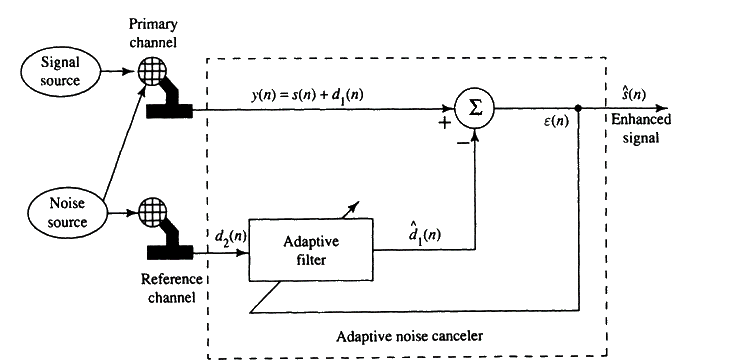 Primary
channel
Signal
source
y(n) = s(n) + d₁(n)
Σ
+
−
ε(n)
ŝ(n)
Enhanced
signal
Noise
source
d₂(n)
Adaptive
filter
d̂₁(n)
Reference
channel
Adaptive noise canceler